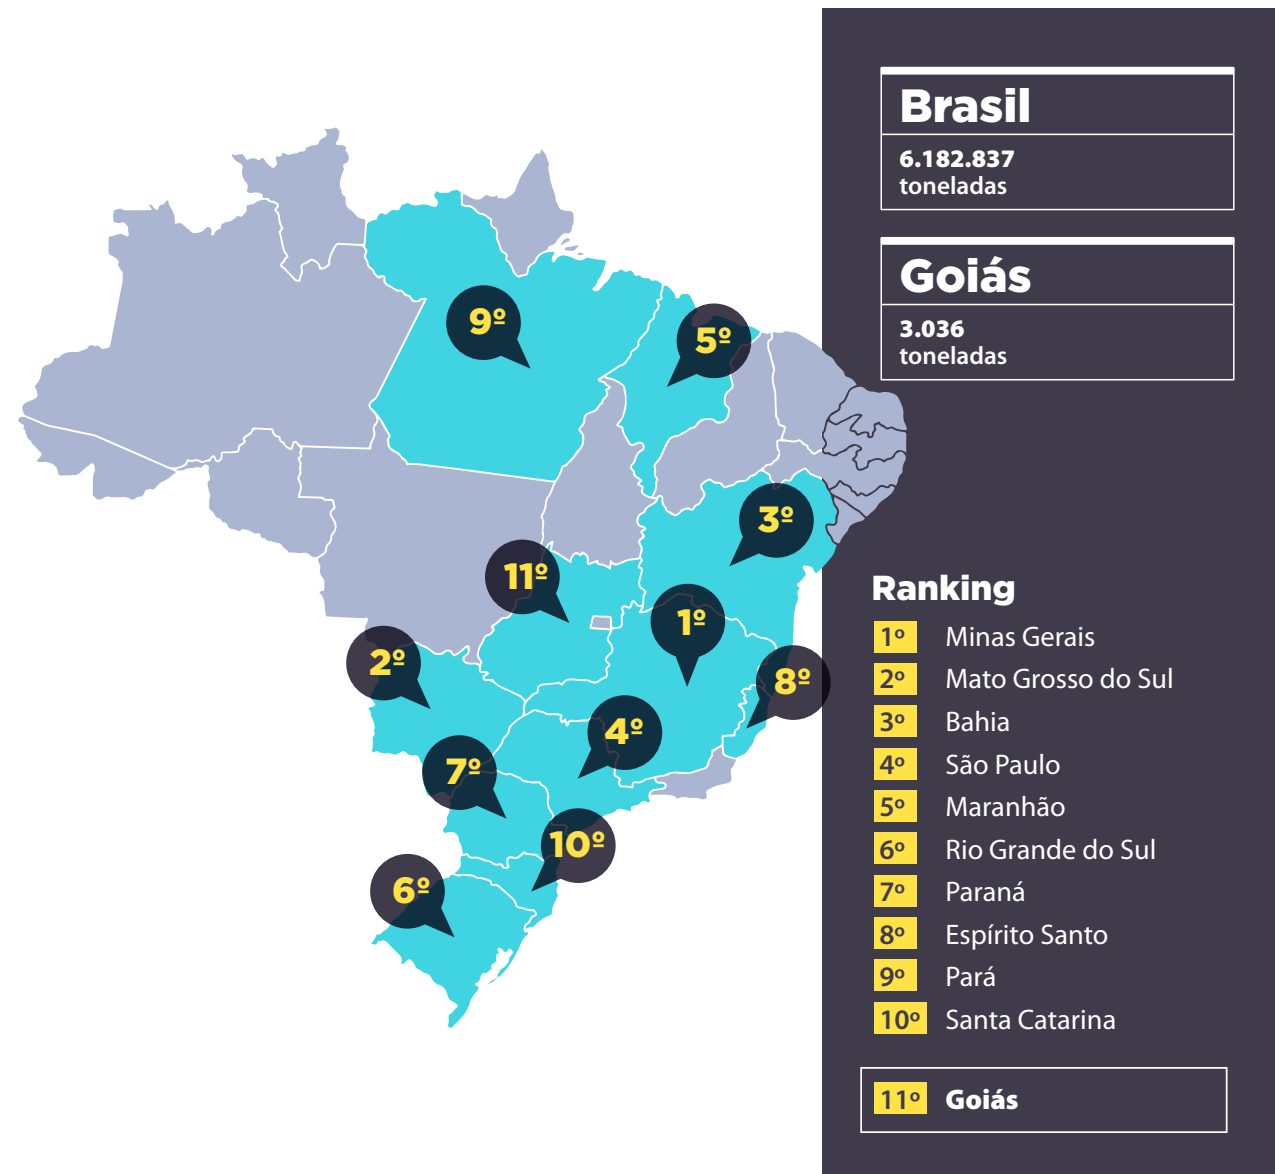 Brasil
6.182.837
toneladas
Goiás
3.036
toneladas
9º
5º
3º
11º
1º
2º
8º
4º
7º
10º
6º
Ranking
1º Minas Gerais
2º Mato Grosso do Sul
3º Bahia
4º São Paulo
5º Maranhão
6º Rio Grande do Sul
7º Paraná
8º Espírito Santo
9º Pará
10º Santa Catarina
11º Goiás